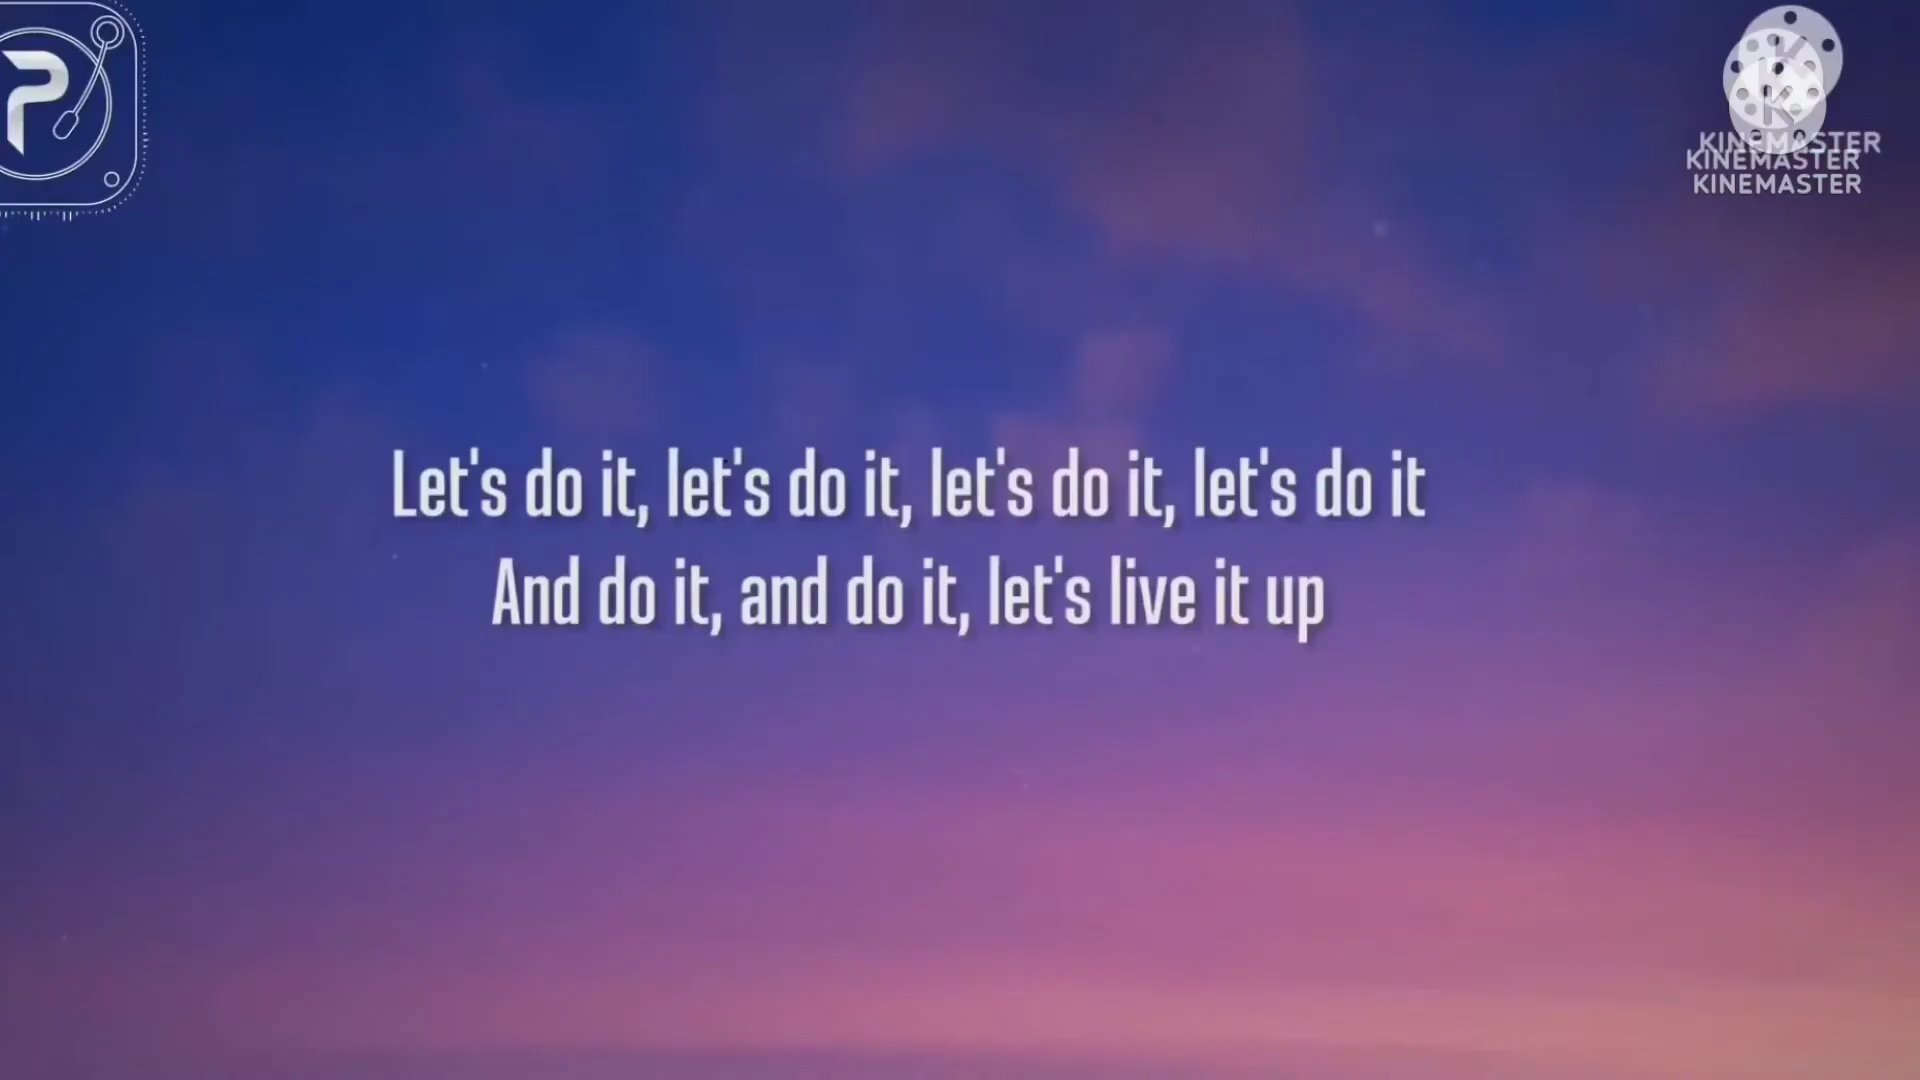 KINEMASTER
KINEMASTER
KINEMASTER
Let's do it, let's do it, let's do it, let's do it
And do it, and do it, let's live it up